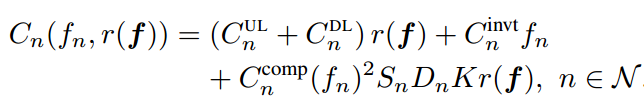 $C_n(f_n, r(\boldsymbol{f})) = (C_n^{\mathrm{UL}} + C_n^{\mathrm{DL}})\, r(\boldsymbol{f}) + C_n^{\mathrm{invt}} f_n$
$+ C_n^{\mathrm{comp}} (f_n)^2 S_n D_n K r(\boldsymbol{f}),\ n \in \mathcal{N}$